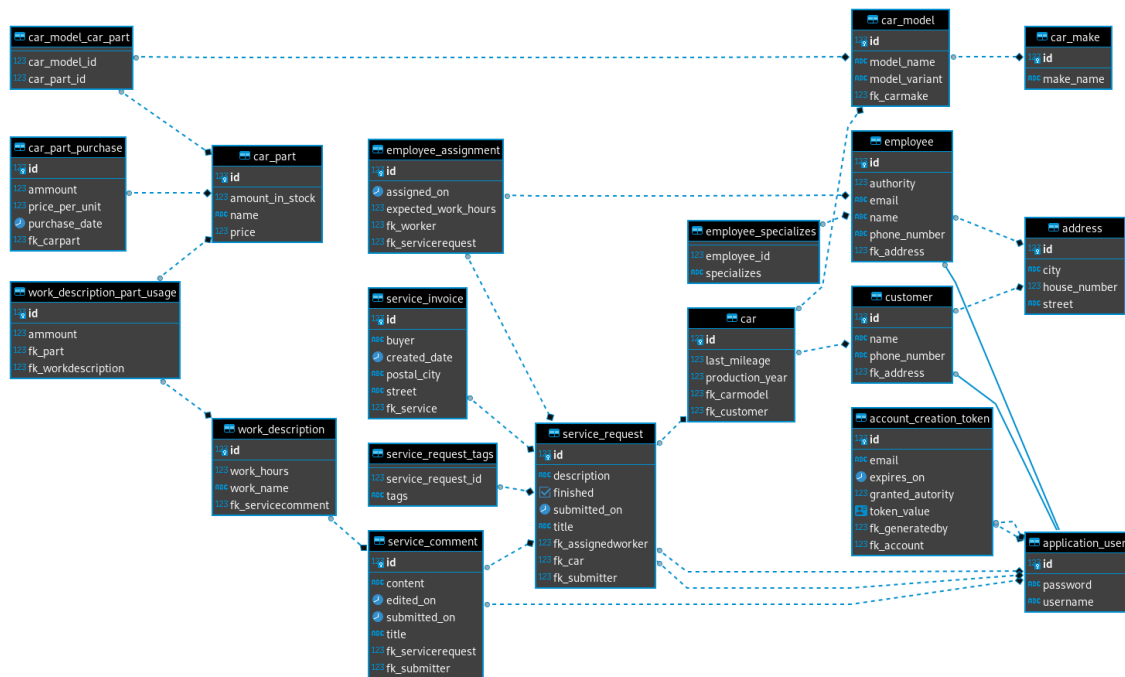 car_model_car_part
car_model_id
car_part_id
car_part_purchase
id
ammount
price_per_unit
purchase_date
fk_carpart
car_part
id
amount_in_stock
name
price
work_description_part_usage
id
ammount
fk_part
fk_workdescription
work_description
id
work_hours
work_name
fk_servicecomment
employee_assignment
id
assigned_on
expected_work_hours
fk_worker
fk_servicerequest
service_invoice
id
buyer
created_date
postal_city
street
fk_service
service_request_tags
service_request_id
tags
service_comment
id
content
edited_on
submitted_on
title
fk_servicerequest
fk_submitter
service_request
id
description
finished
submitted_on
title
fk_assignedworker
fk_car
fk_submitter
employee_specializes
employee_id
specializes
car
id
last_mileage
production_year
fk_carmodel
fk_customer
car_model
id
model_name
model_variant
fk_carmake
car_make
id
make_name
employee
id
authority
email
name
phone_number
fk_address
customer
id
name
phone_number
fk_address
address
id
city
house_number
street
account_creation_token
id
email
expires_on
granted_autority
token_value
fk_generatedby
fk_account
application_user
id
password
username